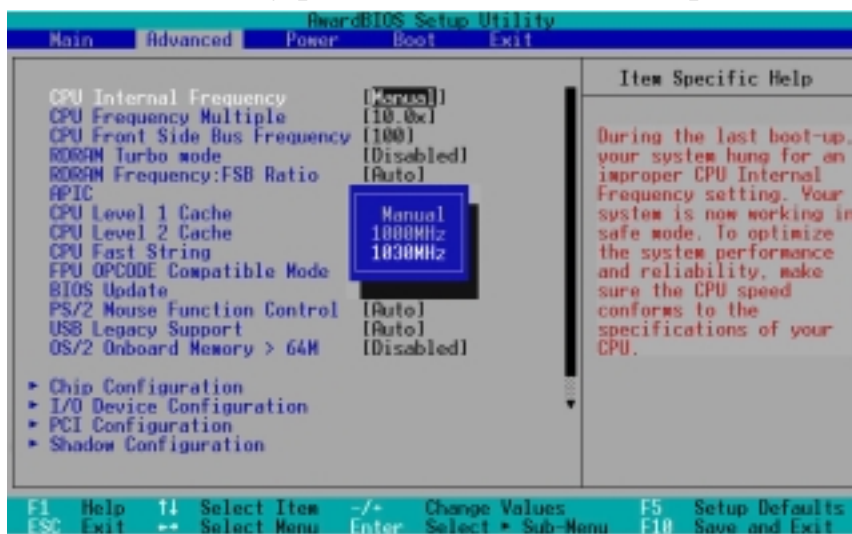 AwardBIOS Setup Utility
Main Advanced Power Boot Exit
Item Specific Help
CPU Internal Frequency [Manual]
CPU Frequency Multiple [10.0x]
CPU Front Side Bus Frequency [100]
RDRAM Turbo mode [Disabled]
RDRAM Frequency:FSB Ratio [Auto]
APIC
CPU Level 1 Cache
CPU Level 2 Cache
CPU Fast String
FPU OPCODE Compatible Mode
BIOS Update
PS/2 Mouse Function Control [Auto]
USB Legacy Support [Auto]
OS/2 Onboard Memory > 64M [Disabled]
Manual
1000MHz
1030MHz
► Chip Configuration
► I/O Device Configuration
► PCI Configuration
► Shadow Configuration
During the last boot-up,
your system hung for an
improper CPU Internal
Frequency setting. Your
system is now working in
safe mode. To optimize
the system performance
and reliability, make
sure the CPU speed
conforms to the
specifications of your
CPU.
F1 Help ↑↓ Select Item -/+ Change Values F5 Setup Defaults
ESC Exit ←→ Select Menu Enter Select ► Sub-Menu F10 Save and Exit